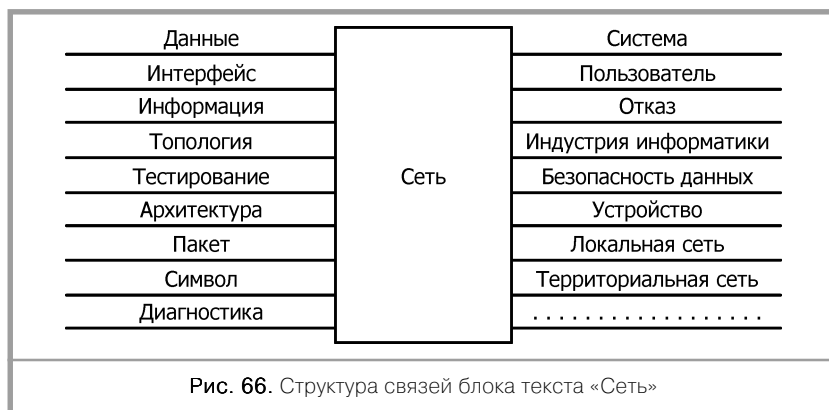 Данные
Интерфейс
Информация
Топология
Тестирование
Архитектура
Пакет
Символ
Диагностика
Сеть
Система
Пользователь
Отказ
Индустрия информатики
Безопасность данных
Устройство
Локальная сеть
Территориальная сеть
. . . . . . . . . . . . . . . . . .
Рис. 66. Структура связей блока текста «Сеть»